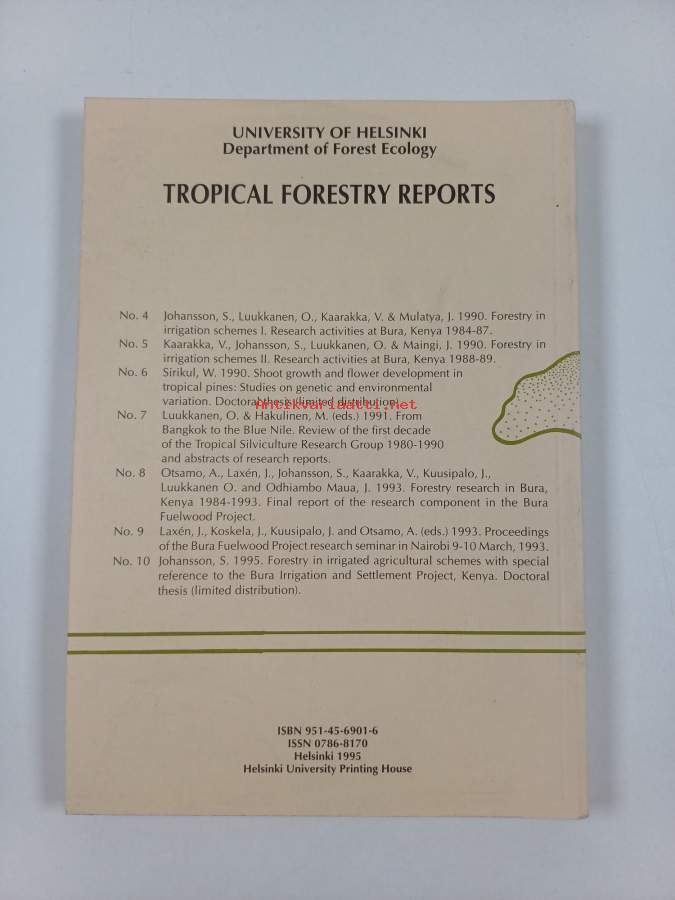 UNIVERSITY OF HELSINKI
Department of Forest Ecology
TROPICAL FORESTRY REPORTS
No. 4 Johansson, S., Luukkanen, O., Kaarakka, V. & Mulatya, J. 1990. Forestry in
irrigation schemes I. Research activities at Bura, Kenya 1984-87.
No. 5 Kaarakka, V., Johansson, S., Luukkanen, O. & Maingi, J. 1990. Forestry in
irrigation schemes II. Research activities at Bura, Kenya 1988-89.
No. 6 Sirikul, W. 1990. Shoot growth and flower development in
tropical pines: Studies on genetic and environmental
variation. Doctoral thesis (limited distribution).
Antikvariaatti.net
No. 7 Luukkanen, O. & Hakulinen, M. (eds.) 1991. From
Bangkok to the Blue Nile. Review of the first decade
of the Tropical Silviculture Research Group 1980-1990
and abstracts of research reports.
No. 8 Otsamo, A., Laxén, J., Johansson, S., Kaarakka, V., Kuusipalo, J.,
Luukkanen O. and Odhiambo Maua, J. 1993. Forestry research in Bura,
Kenya 1984-1993. Final report of the research component in the Bura
Fuelwood Project.
No. 9 Laxén, J., Koskela, J., Kuusipalo, J. and Otsamo, A. (eds.) 1993. Proceedings
of the Bura Fuelwood Project research seminar in Nairobi 9-10 March, 1993.
No. 10 Johansson, S. 1995. Forestry in irrigated agricultural schemes with special
reference to the Bura Irrigation and Settlement Project, Kenya. Doctoral
thesis (limited distribution).
ISBN 951-45-6901-6
ISSN 0786-8170
Helsinki 1995
Helsinki University Printing House